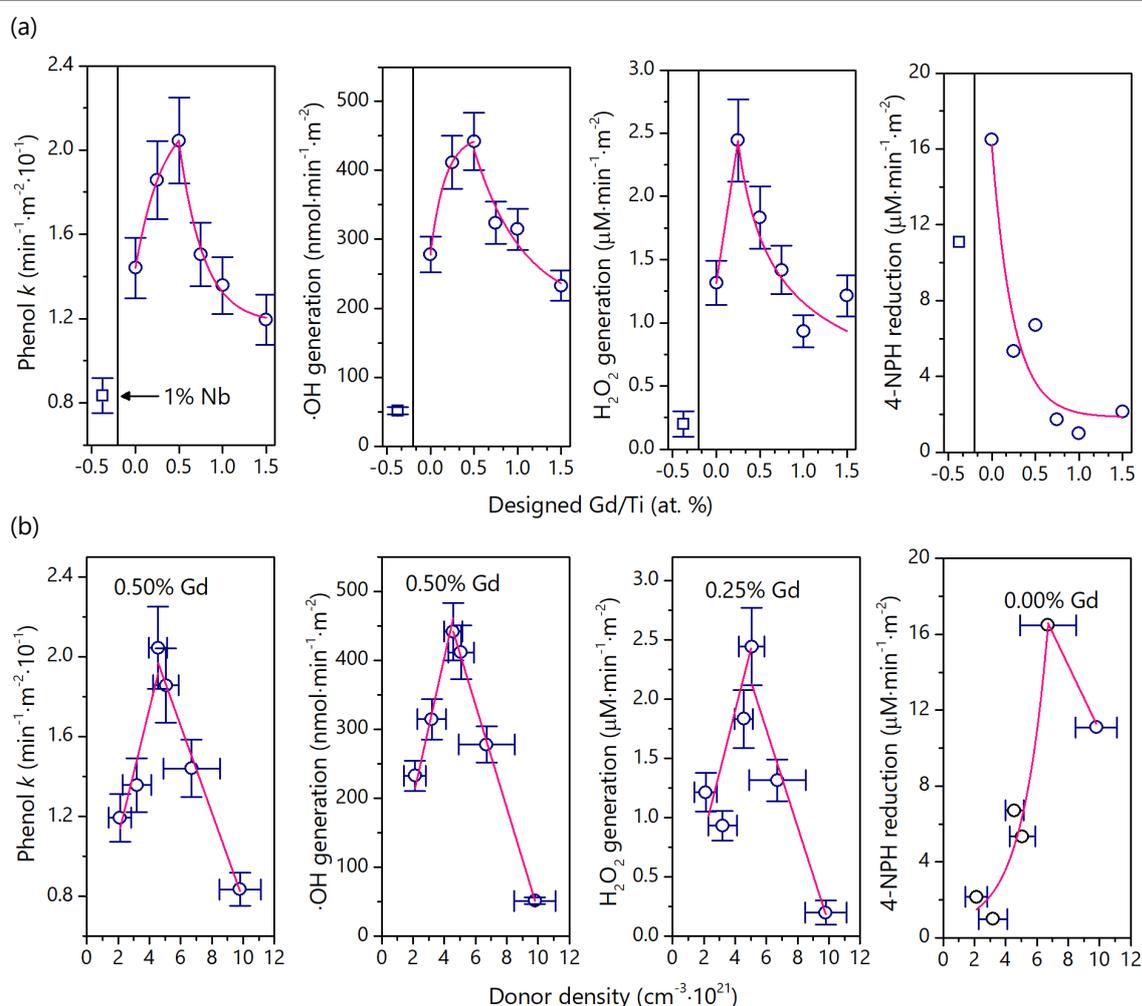 (a)
Phenol k (min⁻¹·m⁻²·10⁻¹)
2.4
2.0
1.6
1.2
0.8
1% Nb
-0.5 0.0 0.5 1.0 1.5
·OH generation (nmol·min⁻¹·m⁻²)
500
400
300
200
100
0
-0.5 0.0 0.5 1.0 1.5
H₂O₂ generation (μM·min⁻¹·m⁻²)
3.0
2.5
2.0
1.5
1.0
0.5
0.0
-0.5 0.0 0.5 1.0 1.5
4-NPH reduction (μM·min⁻¹·m⁻²)
20
16
12
8
4
0
-0.5 0.0 0.5 1.0 1.5
Designed Gd/Ti (at. %)
(b)
Phenol k (min⁻¹·m⁻²·10⁻¹)
2.4
2.0
1.6
1.2
0.8
0.50% Gd
0 2 4 6 8 10 12
·OH generation (nmol·min⁻¹·m⁻²)
500
400
300
200
100
0
0.50% Gd
0 2 4 6 8 10 12
H₂O₂ generation (μM·min⁻¹·m⁻²)
3.0
2.5
2.0
1.5
1.0
0.5
0.0
0.25% Gd
0 2 4 6 8 10 12
4-NPH reduction (μM·min⁻¹·m⁻²)
20
16
12
8
4
0
0.00% Gd
0 2 4 6 8 10 12
Donor density (cm⁻³·10²¹)